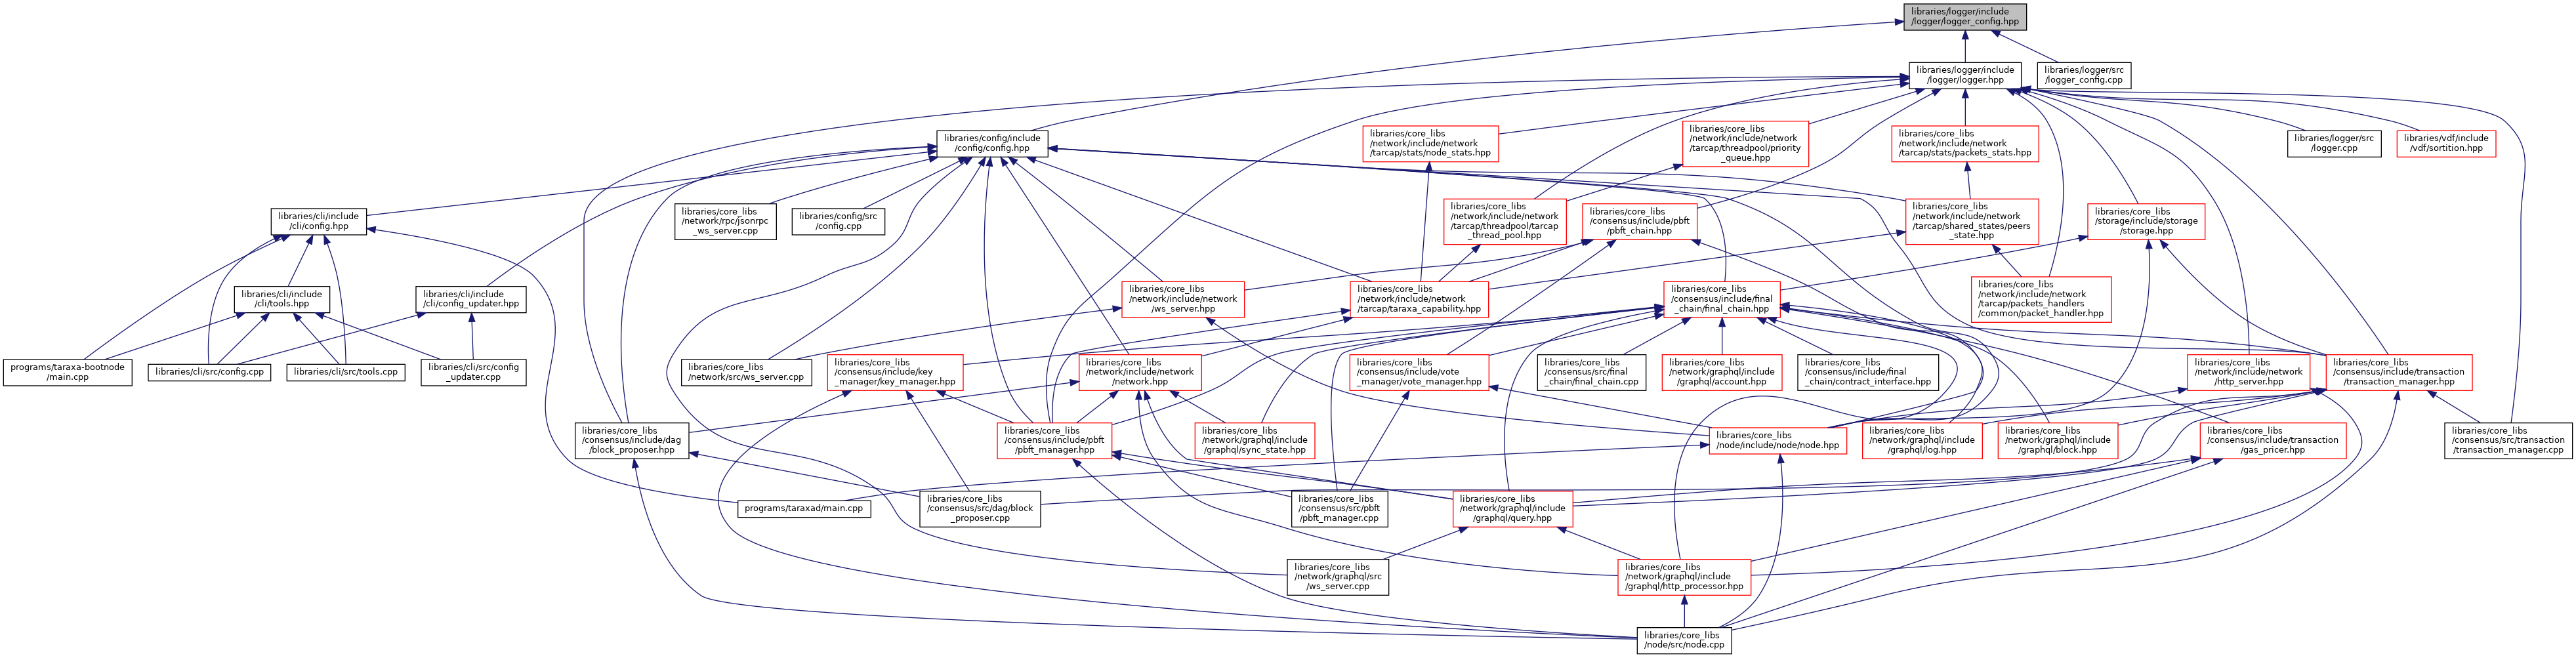 libraries/logger/include
/logger/logger_config.hpp
libraries/logger/include
/logger/logger.hpp
libraries/logger/src
/logger_config.cpp
libraries/config/include
/config/config.hpp
libraries/core_libs
/network/include/network
/tarcap/stats/node_stats.hpp
libraries/core_libs
/network/include/network
/tarcap/threadpool/priority
_queue.hpp
libraries/core_libs
/network/include/network
/tarcap/stats/packets_stats.hpp
libraries/logger/src
/logger.cpp
libraries/vdf/include
/vdf/sortition.hpp
libraries/cli/include
/cli/config.hpp
libraries/core_libs
/network/rpc/jsonrpc
_ws_server.cpp
libraries/config/src
/config.cpp
libraries/core_libs
/network/include/network
/tarcap/threadpool/tarcap
_thread_pool.hpp
libraries/core_libs
/consensus/include/pbft
/pbft_chain.hpp
libraries/core_libs
/network/include/network
/tarcap/shared_states/peers
_state.hpp
libraries/core_libs
/storage/include/storage
/storage.hpp
libraries/cli/include
/cli/tools.hpp
libraries/cli/include
/cli/config_updater.hpp
libraries/core_libs
/network/include/network
/ws_server.hpp
libraries/core_libs
/network/include/network
/tarcap/taraxa_capability.hpp
libraries/core_libs
/consensus/include/final
_chain/final_chain.hpp
libraries/core_libs
/network/include/network
/tarcap/packets_handlers
/common/packet_handler.hpp
programs/taraxa-bootnode
/main.cpp
libraries/cli/src/config.cpp
libraries/cli/src/tools.cpp
libraries/cli/src/config
_updater.cpp
libraries/core_libs
/network/src/ws_server.cpp
libraries/core_libs
/consensus/include/key
_manager/key_manager.hpp
libraries/core_libs
/network/include/network
/network.hpp
libraries/core_libs
/consensus/include/vote
_manager/vote_manager.hpp
libraries/core_libs
/consensus/src/final
_chain/final_chain.cpp
libraries/core_libs
/network/graphql/include
/graphql/account.hpp
libraries/core_libs
/consensus/include/final
_chain/contract_interface.hpp
libraries/core_libs
/network/include/network
/http_server.hpp
libraries/core_libs
/consensus/include/transaction
/transaction_manager.hpp
libraries/core_libs
/consensus/include/dag
/block_proposer.hpp
libraries/core_libs
/consensus/include/pbft
/pbft_manager.hpp
libraries/core_libs
/network/graphql/include
/graphql/sync_state.hpp
libraries/core_libs
/node/include/node/node.hpp
libraries/core_libs
/network/graphql/include
/graphql/log.hpp
libraries/core_libs
/network/graphql/include
/graphql/block.hpp
libraries/core_libs
/consensus/include/transaction
/gas_pricer.hpp
libraries/core_libs
/consensus/src/transaction
/transaction_manager.cpp
programs/taraxad/main.cpp
libraries/core_libs
/consensus/src/dag/block
_proposer.cpp
libraries/core_libs
/consensus/src/pbft
/pbft_manager.cpp
libraries/core_libs
/network/graphql/include
/graphql/query.hpp
libraries/core_libs
/network/graphql/src
/ws_server.cpp
libraries/core_libs
/network/graphql/include
/graphql/http_processor.hpp
libraries/core_libs
/node/src/node.cpp